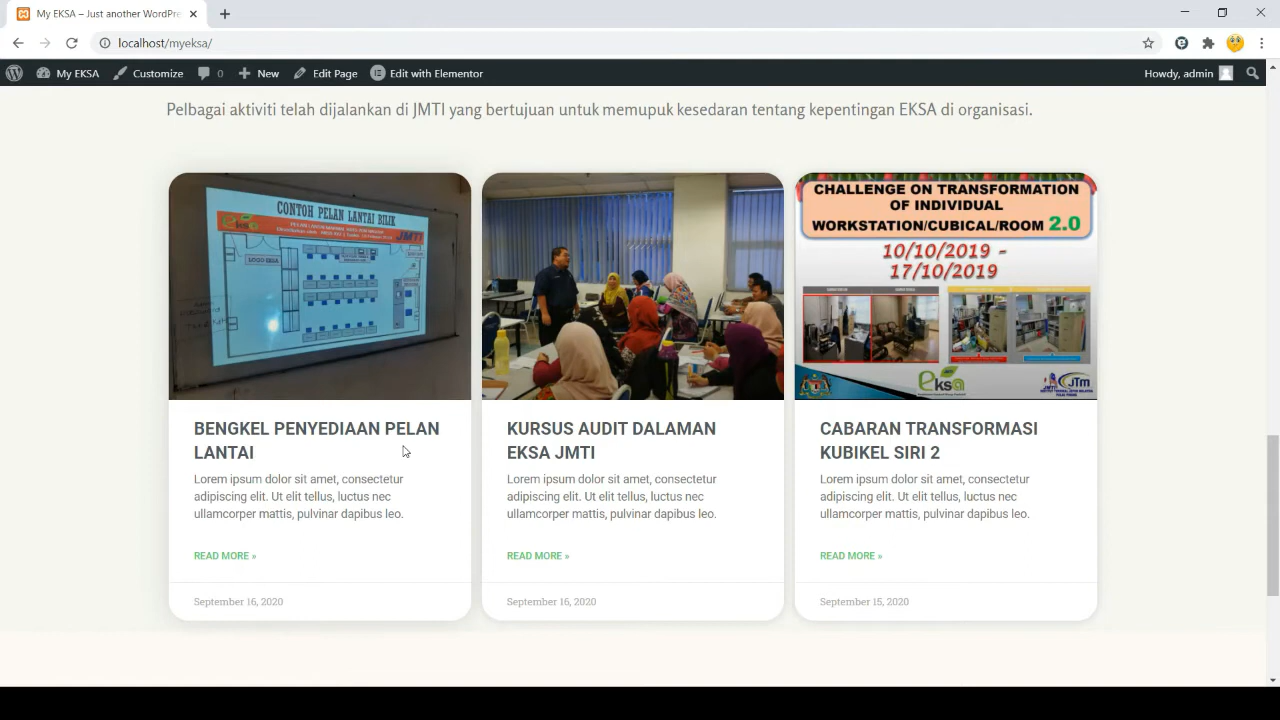 My EKSA – Just another WordPre
localhost/myeksa/
My EKSA
Customize
0
New
Edit Page
Edit with Elementor
Howdy, admin
Pelbagai aktiviti telah dijalankan di JMTI yang bertujuan untuk memupuk kesedaran tentang kepentingan EKSA di organisasi.
CONTOH PELAN LANTAI BILIK
eksa
JMTI
LOGO EKSA
CHALLENGE ON TRANSFORMATION
OF INDIVIDUAL
WORKSTATION/CUBICAL/ROOM 2.0
10/10/2019 -
17/10/2019
eksa
JTM
BENGKEL PENYEDIAAN PELAN
LANTAI
Lorem ipsum dolor sit amet, consectetur
adipiscing elit. Ut elit tellus, luctus nec
ullamcorper mattis, pulvinar dapibus leo.
READ MORE »
September 16, 2020
KURSUS AUDIT DALAMAN
EKSA JMTI
Lorem ipsum dolor sit amet, consectetur
adipiscing elit. Ut elit tellus, luctus nec
ullamcorper mattis, pulvinar dapibus leo.
READ MORE »
September 16, 2020
CABARAN TRANSFORMASI
KUBIKEL SIRI 2
Lorem ipsum dolor sit amet, consectetur
adipiscing elit. Ut elit tellus, luctus nec
ullamcorper mattis, pulvinar dapibus leo.
READ MORE »
September 15, 2020